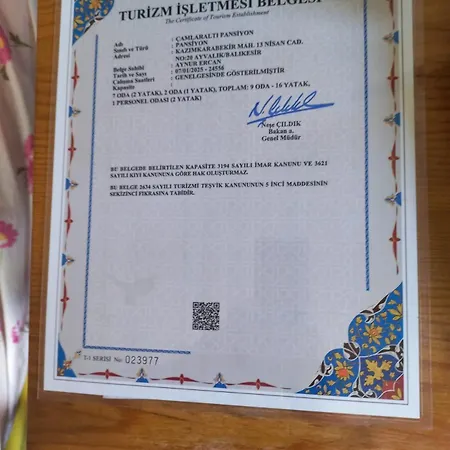 TURİZM İŞLETMESİ BELGESİ
The Certificate of Tourism Establishment
Adı : ÇAMLARALTI PANSİYON
Sınıfı ve Türü : PANSİYON
Adresi : KAZIMKARABEKİR MAH. 13 NİSAN CAD.
NO:20 AYVALIK/BALIKESİR
Belge Sahibi : AYNUR ERCAN
Tarih ve Sayı : 07/01/2025 - 24556
Çalışma Saatleri : GENELGESİNDE GÖSTERİLMİŞTİR
Kapasite :
7 ODA (2 YATAK), 2 ODA (1 YATAK), TOPLAM: 9 ODA - 16 YATAK,
1 PERSONEL ODASI (2 YATAK)
Neşe ÇILDIK
Bakan a.
Genel Müdür
BU BELGEDE BELİRTİLEN KAPASİTE 3194 SAYILI İMAR KANUNU VE 3621
SAYILI KIYI KANUNUNA GÖRE HAK OLUŞTURMAZ.
BU BELGE 2634 SAYILI TURİZMİ TEŞVİK KANUNUNUN 5 İNCİ MADDESİNİN
SEKİZİNCİ FIKRASINA TABİDİR.
No: 023977